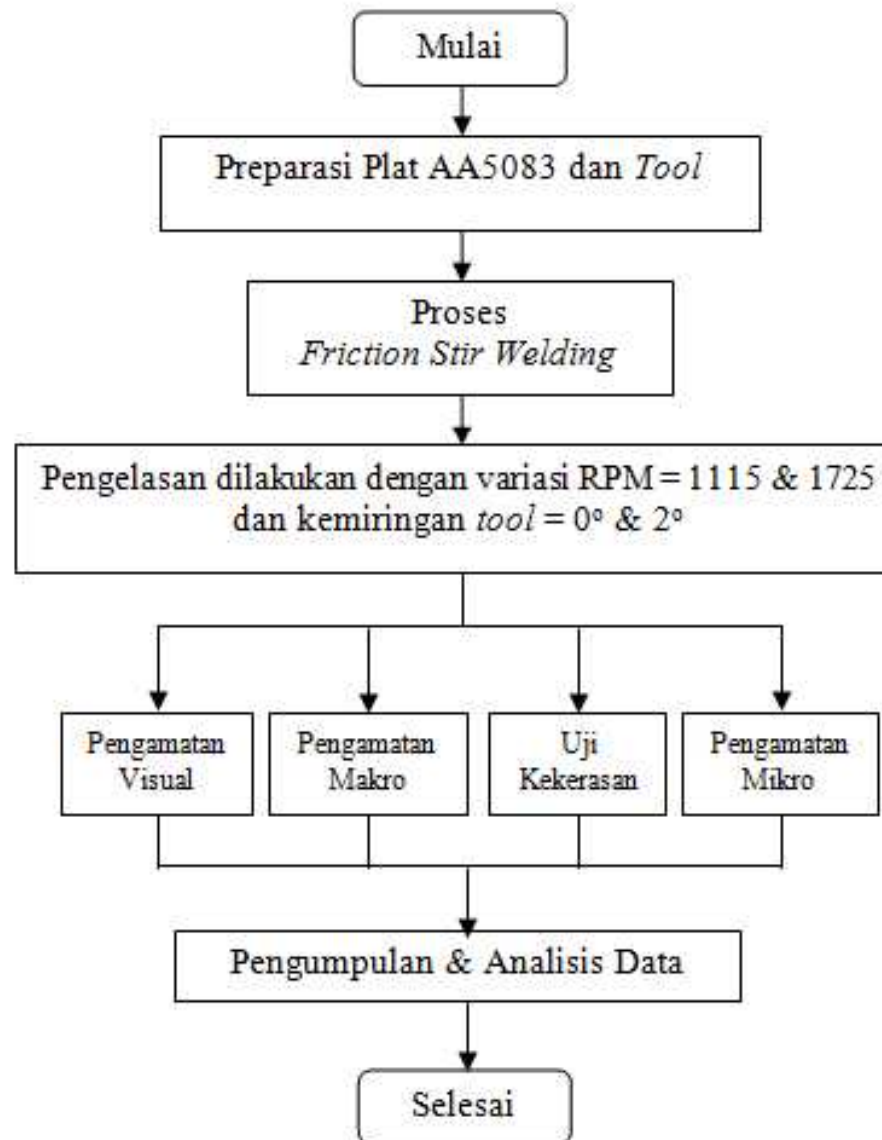 Mulai
Preparasi Plat AA5083 dan Tool
Proses
Friction Stir Welding
Pengelasan dilakukan dengan variasi RPM = 1115 & 1725
dan kemiringan tool = 0° & 2°
Pengamatan
Visual
Pengamatan
Makro
Uji
Kekerasan
Pengamatan
Mikro
Pengumpulan & Analisis Data
Selesai